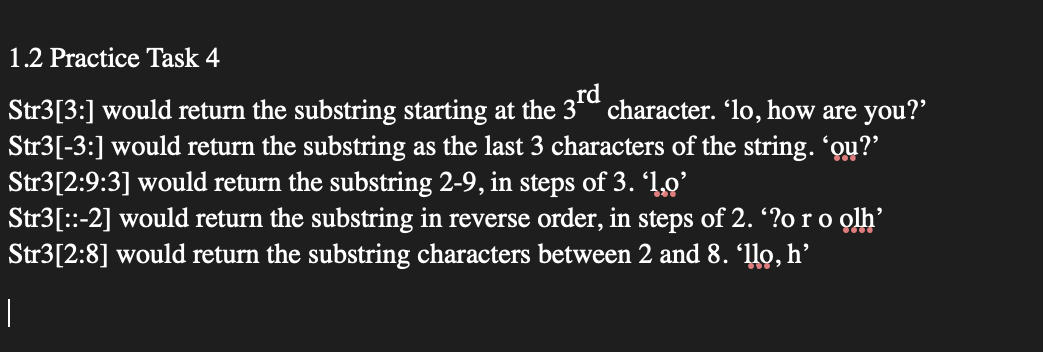 1.2 Practice Task 4
Str3[3:] would return the substring starting at the 3rd character. ‘lo, how are you?’
Str3[-3:] would return the substring as the last 3 characters of the string. ‘ou?’
Str3[2:9:3] would return the substring 2-9, in steps of 3. ‘l,o’
Str3[::-2] would return the substring in reverse order, in steps of 2. ‘?o r o olh’
Str3[2:8] would return the substring characters between 2 and 8. ‘llo, h’